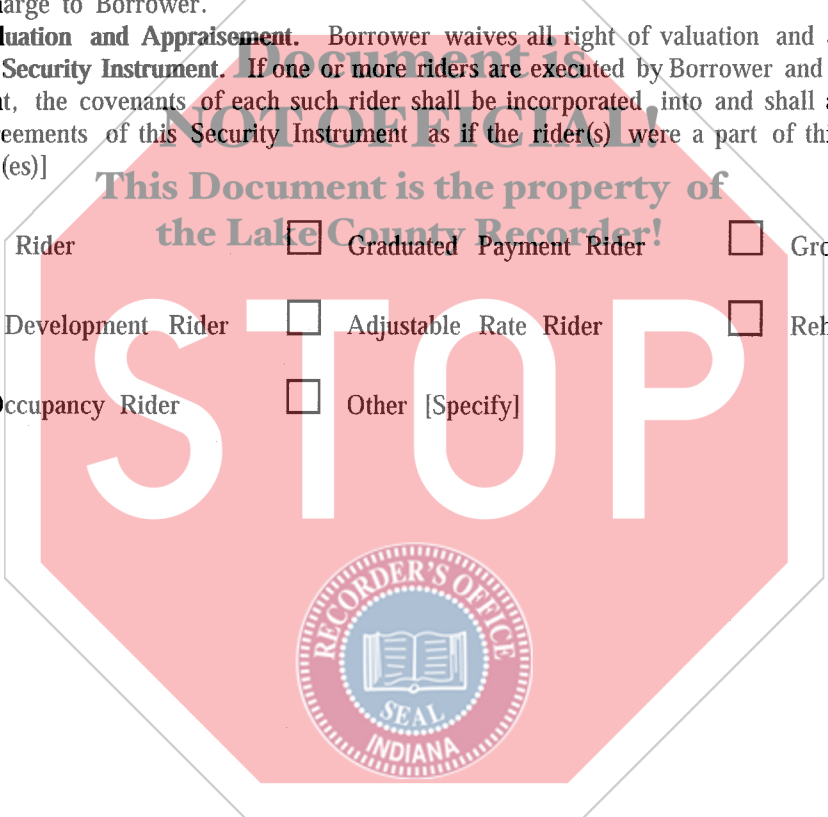 arge to Borrower.
luation and Appraisement. Borrower waives all right of valuation and
Security Instrument. If one or more riders are executed by Borrower and
t, the covenants of each such rider shall be incorporated into and shall a
eements of this Security Instrument as if the rider(s) were a part of thi
(es)]
Document is
NOT OFFICIAL!
This Document is the property of
the Lake County Recorder!
Rider
Graduated Payment Rider
Gro
Development Rider
Adjustable Rate Rider
Reh
ccupancy Rider
Other [Specify]
STOP
RECORDER'S OFFICE
SEAL
INDIANA